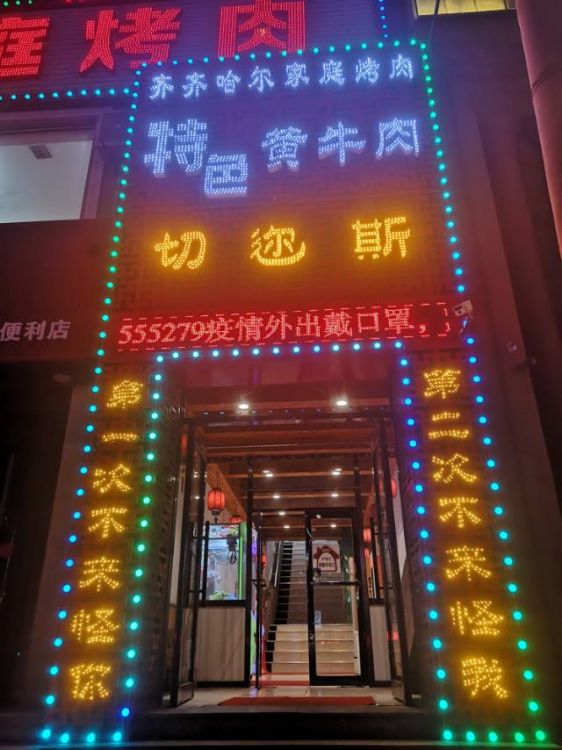 庭烤肉
齐齐哈尔家庭烤肉
特色黄牛肉
切迩斯
555279疫情外出戴口罩，
便利店
第一次不来怪你
第二次不来怪我